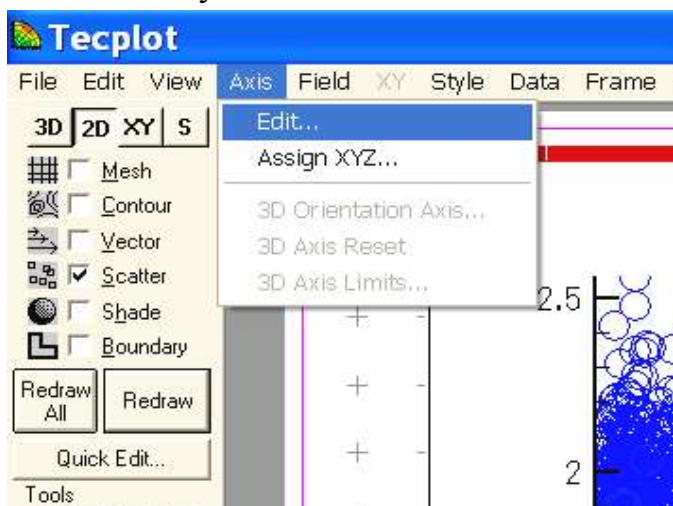 Tecplot
File Edit View Axis Field XY Style Data Frame
3D 2D XY S
Edit...
Assign XYZ...
3D Orientation Axis...
3D Axis Reset
3D Axis Limits...
Mesh
Contour
Vector
Scatter
Shade
Boundary
Redraw All
Redraw
Quick Edit...
Tools
2.5
2